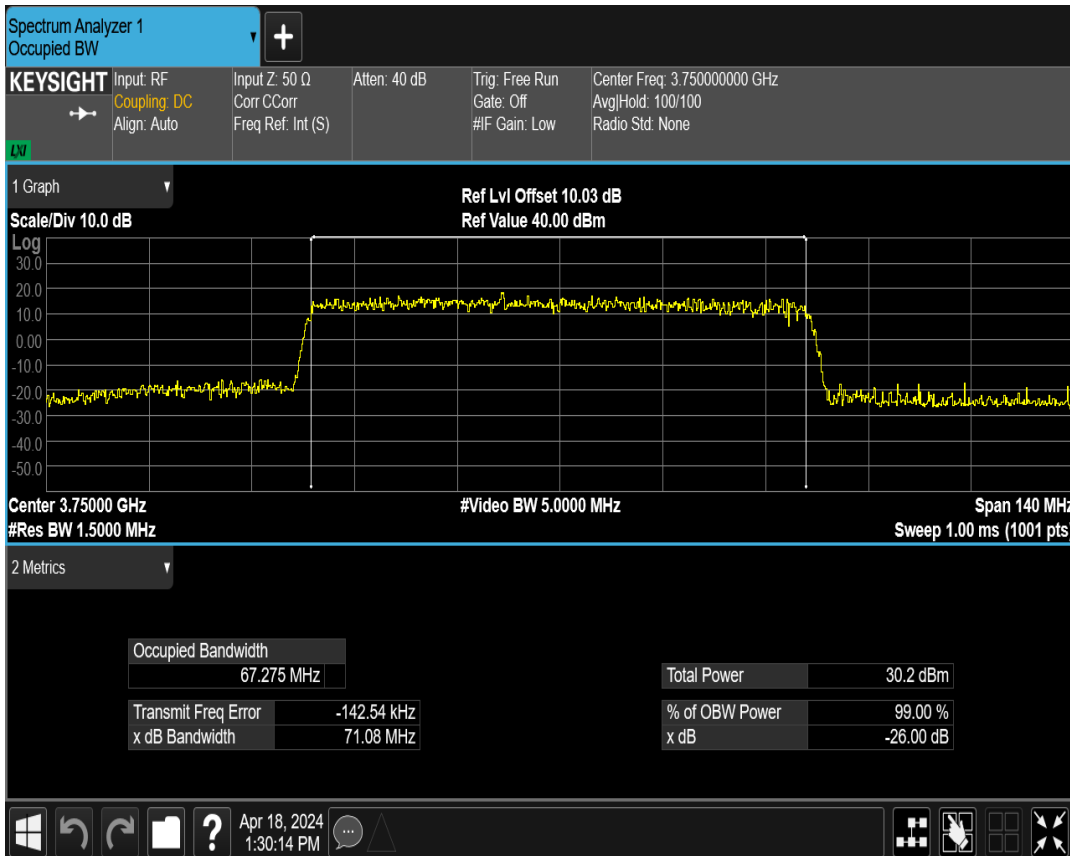 Spectrum Analyzer 1
Occupied BW
KEYSIGHT
LXI
Input: RF
Coupling: DC
Align: Auto
Input Z: 50 Ω
Corr CCorr
Freq Ref: Int (S)
Atten: 40 dB
Trig: Free Run
Gate: Off
#IF Gain: Low
Center Freq: 3.750000000 GHz
Avg|Hold: 100/100
Radio Std: None
1 Graph
Scale/Div 10.0 dB
Ref Lvl Offset 10.03 dB
Ref Value 40.00 dBm
Log
30.0
20.0
10.0
0.00
-10.0
-20.0
-30.0
-40.0
-50.0
Center 3.75000 GHz
#Video BW 5.0000 MHz
Span 140 MHz
#Res BW 1.5000 MHz
Sweep 1.00 ms (1001 pts)
2 Metrics
Occupied Bandwidth
67.275 MHz
Total Power 30.2 dBm
Transmit Freq Error -142.54 kHz
% of OBW Power 99.00 %
x dB Bandwidth 71.08 MHz
x dB -26.00 dB
?
Apr 18, 2024
1:30:14 PM